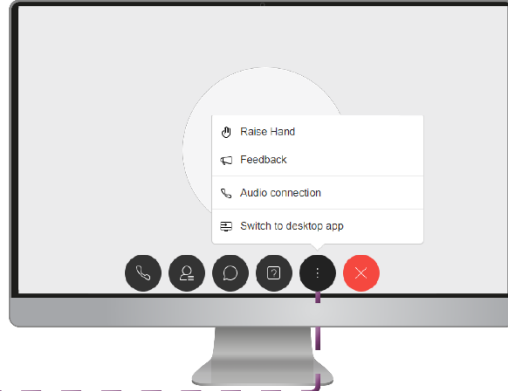 Raise Hand
Feedback
Audio connection
Switch to desktop app
?